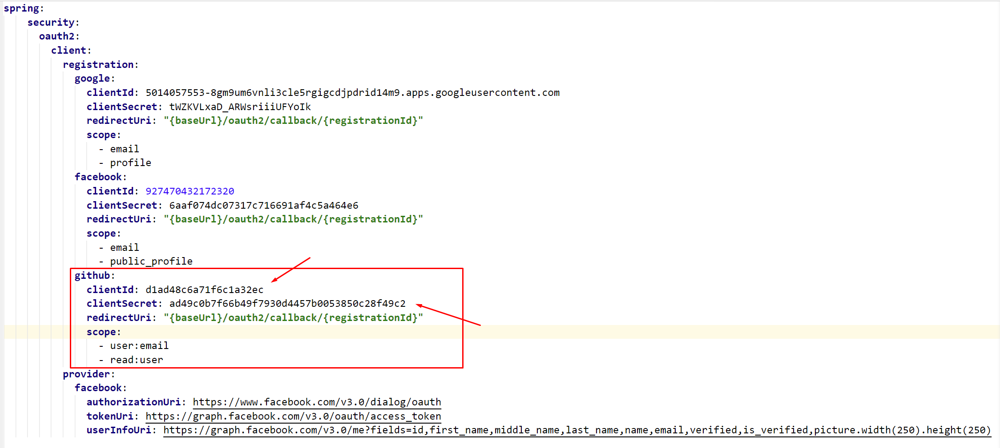 spring:
security:
oauth2:
client:
registration:
google:
clientId: 5014057553-8gm9um6vnli3cle5rgigcdjpdrid14m9.apps.googleusercontent.com
clientSecret: tWZKVLxaD_ARWsriiiUFYoIk
redirectUri: "{baseUrl}/oauth2/callback/{registrationId}"
scope:
- email
- profile
facebook:
clientId: 927470432172320
clientSecret: 6aaf074dc07317c716691af4c5a464e6
redirectUri: "{baseUrl}/oauth2/callback/{registrationId}"
scope:
- email
- public_profile
github:
clientId: d1ad48c6a71f6c1a32ec
clientSecret: ad49c0b7f66b49f7930d4457b0053850c28f49c2
redirectUri: "{baseUrl}/oauth2/callback/{registrationId}"
scope:
- user:email
- read:user
provider:
facebook:
authorizationUri: https://www.facebook.com/v3.0/dialog/oauth
tokenUri: https://graph.facebook.com/v3.0/oauth/access_token
userInfoUri: https://graph.facebook.com/v3.0/me?fields=id,first_name,middle_name,last_name,name,email,verified,is_verified,picture.width(250).height(250)